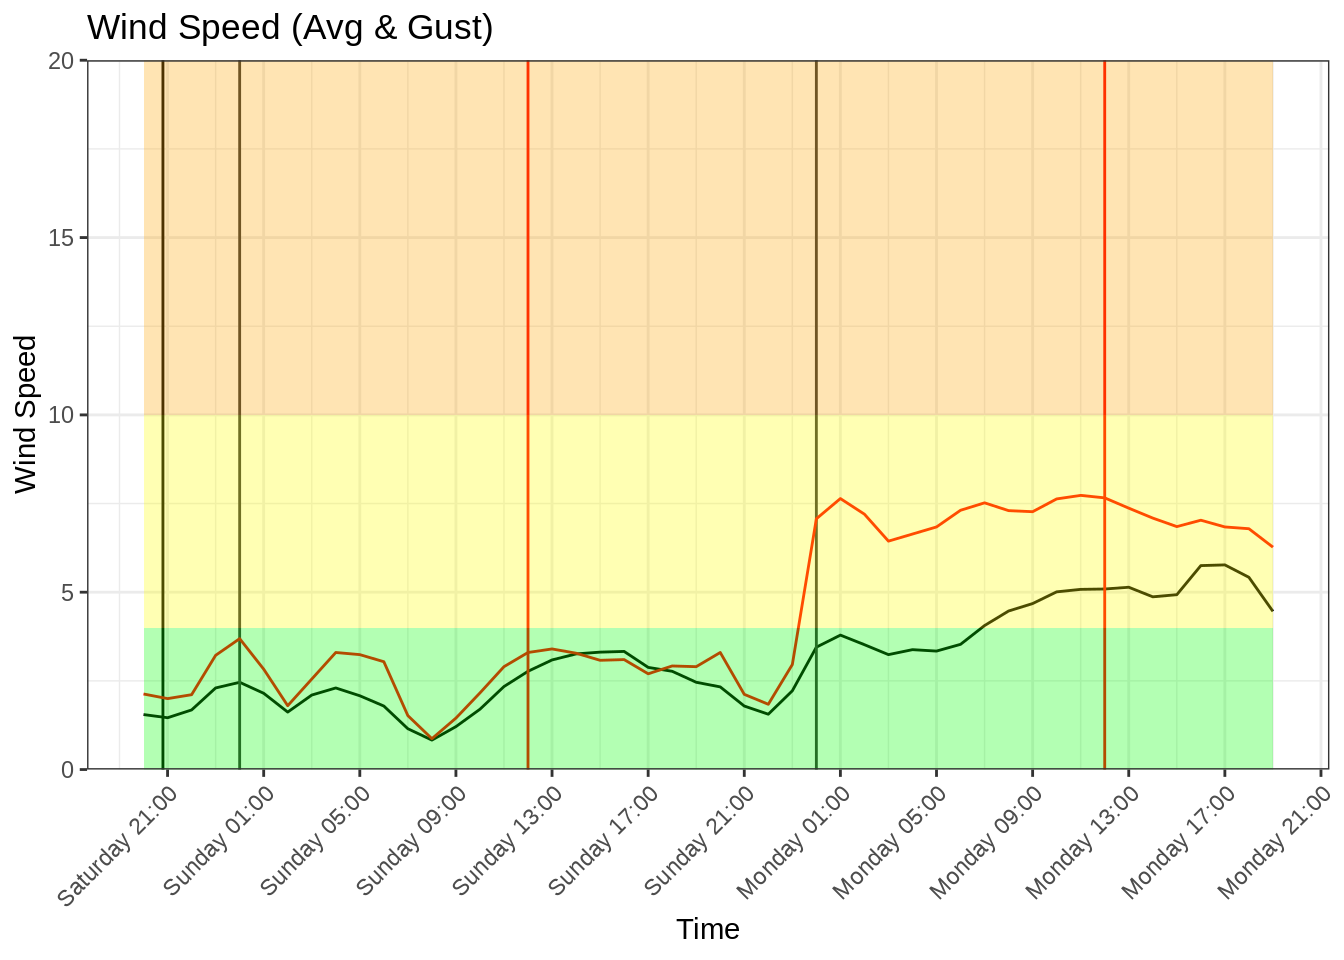 Wind Speed (Avg & Gust)
20
15
10
5
0
Wind Speed
Saturday 21:00
Sunday 01:00
Sunday 05:00
Sunday 09:00
Sunday 13:00
Sunday 17:00
Sunday 21:00
Monday 01:00
Monday 05:00
Monday 09:00
Monday 13:00
Monday 17:00
Monday 21:00
Time